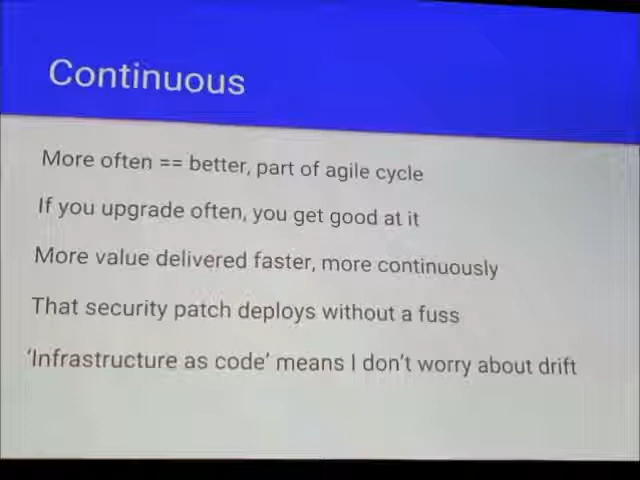 Continuous
More often == better, part of agile cycle
If you upgrade often, you get good at it
More value delivered faster, more continuously
That security patch deploys without a fuss
‘Infrastructure as code’ means I don’t worry about drift